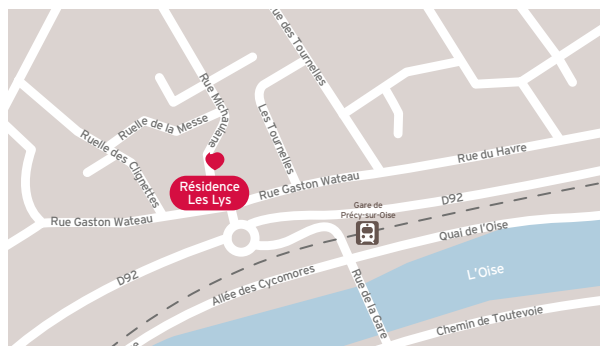 Rue des Tournelles
Rue Michallaane
Les Tournelles
Ruelle de la Messe
Ruelle des Clignettes
Résidence
Les Lys
Rue du Havre
Rue Gaston Wateau
Rue Gaston Wateau
D92
Gare de
Précy-sur-Oise
Quai de l'Oise
L'Oise
D92
Allée des Cycomores
Rue de la Gare
Chemin de Toutevoie